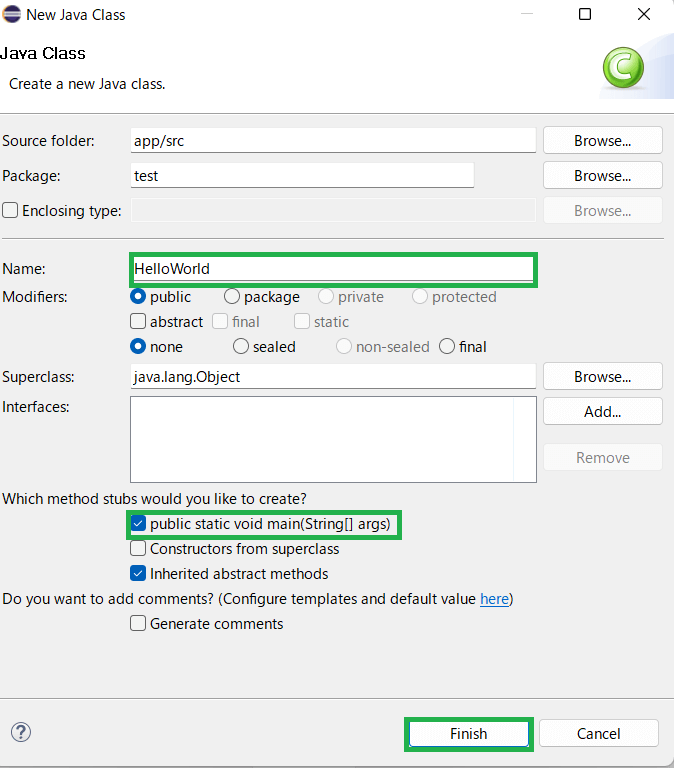 New Java Class
Java Class
Create a new Java class.
Source folder: app/src Browse...
Package: test Browse...
Enclosing type: Browse...
Name: HelloWorld
Modifiers: public package private protected
abstract final static
none sealed non-sealed final
Superclass: java.lang.Object Browse...
Interfaces: Add...
Remove
Which method stubs would you like to create?
public static void main(String[] args)
Constructors from superclass
Inherited abstract methods
Do you want to add comments? (Configure templates and default value here)
Generate comments
? Finish Cancel